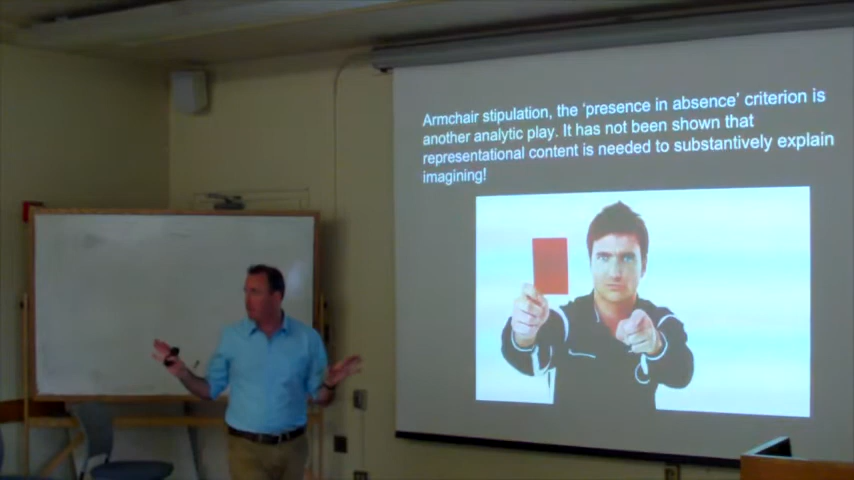 Armchair stipulation, the ‘presence in absence’ criterion is
another analytic play. It has not been shown that
representational content is needed to substantively explain
imagining!